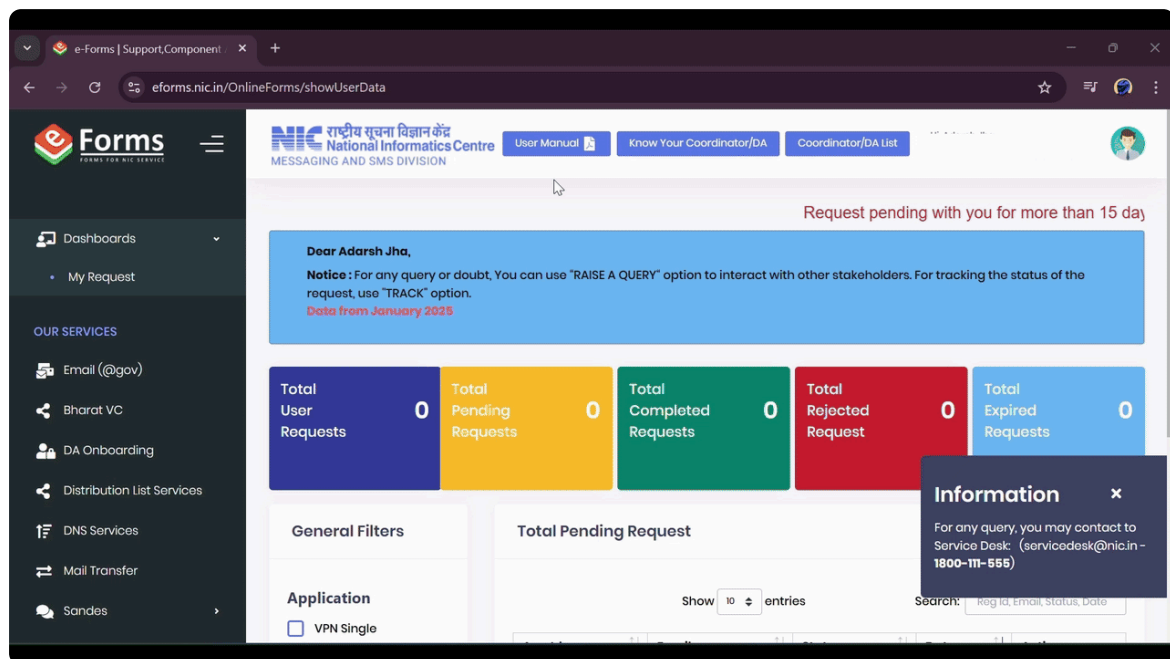 e-Forms | Support,Component
eforms.nic.in/OnlineForms/showUserData
e Forms
FORMS FOR NIC SERVICE
NIC राष्ट्रीय सूचना विज्ञान केंद्र
National Informatics Centre
MESSAGING AND SMS DIVISION
User Manual
Know Your Coordinator/DA
Coordinator/DA List
Request pending with you for more than 15 day
Dashboards
My Request
OUR SERVICES
Email (@gov)
Bharat VC
DA Onboarding
Distribution List Services
DNS Services
Mail Transfer
Sandes
Dear Adarsh Jha,
Notice : For any query or doubt, You can use "RAISE A QUERY" option to interact with other stakeholders. For tracking the status of the
request, use "TRACK" option.
Data from January 2025
Total
User
Requests
0
Total
Pending
Requests
0
Total
Completed
Requests
0
Total
Rejected
Request
0
Total
Expired
Requests
0
General Filters
Application
VPN Single
Total Pending Request
Show 10 entries
Search: Reg Id, Email, Status, Date
Information
For any query, you may contact to
Service Desk: (servicedesk@nic.in -
1800-111-555)